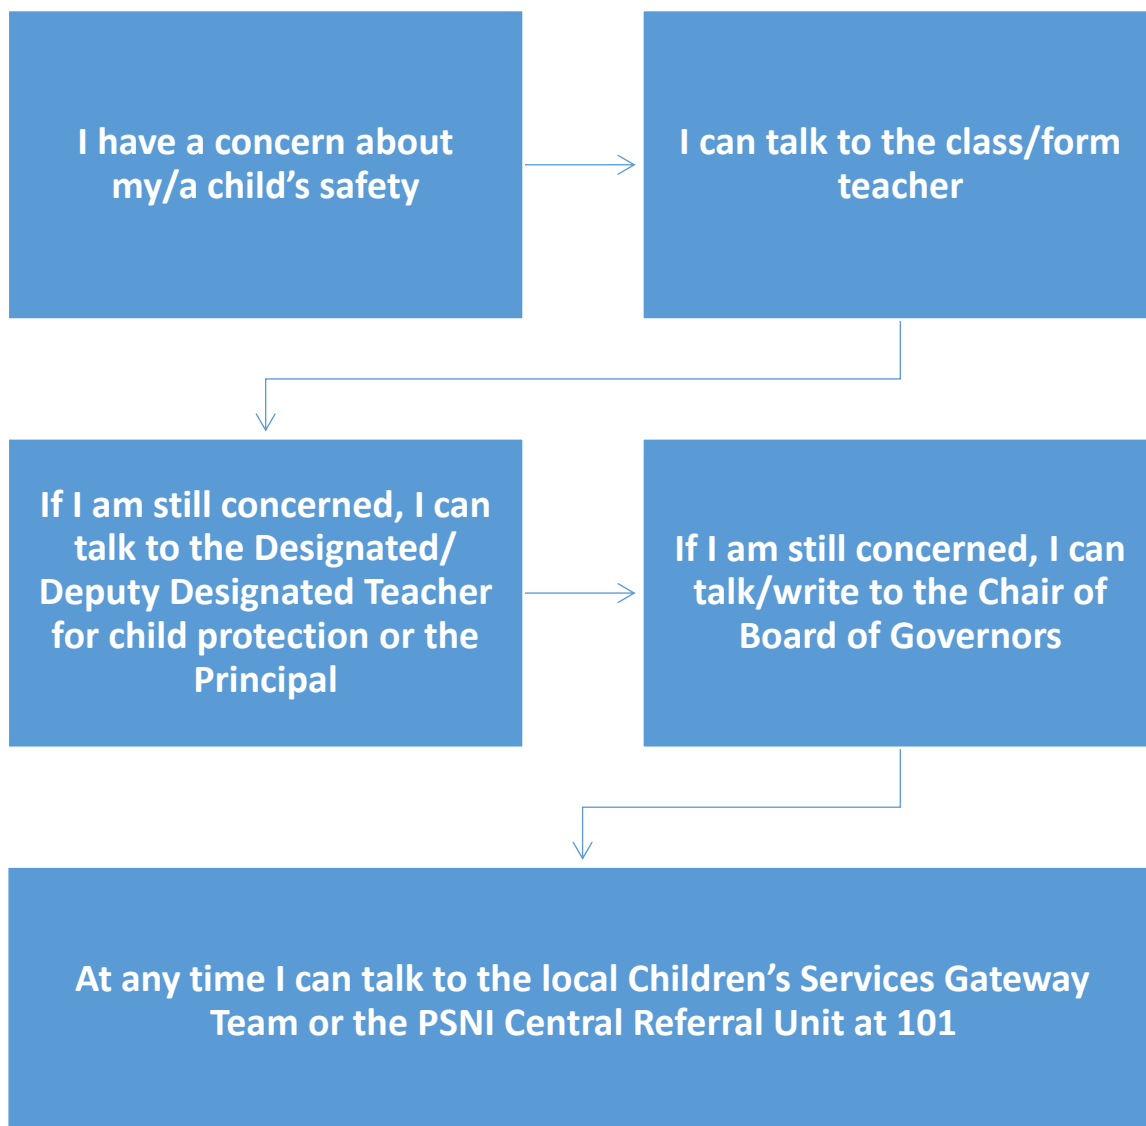 I have a concern about
my/a child’s safety
I can talk to the class/form
teacher
If I am still concerned, I can
talk to the Designated/
Deputy Designated Teacher
for child protection or the
Principal
If I am still concerned, I can
talk/write to the Chair of
Board of Governors
At any time I can talk to the local Children’s Services Gateway
Team or the PSNI Central Referral Unit at 101